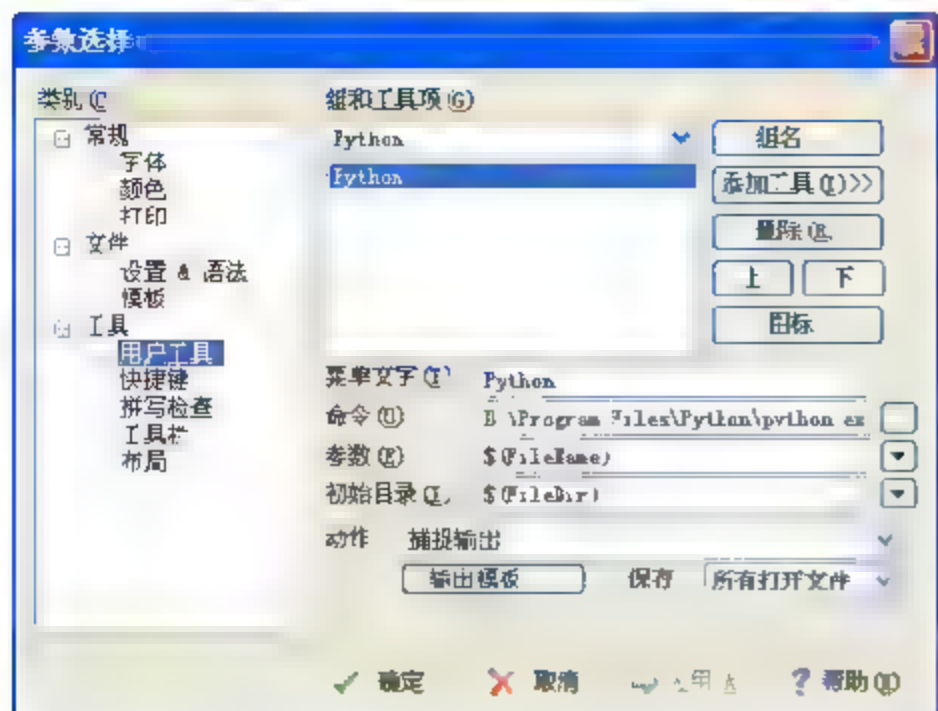 参数选择
类别(C
常规
字体
颜色
打印
文件
设置 & 语法
模板
工具
用户工具
快捷键
拼写检查
工具栏
布局
组和工具项(G)
Python
Python
组名
添加工具(T)>>
删除(R
上 下
图标
菜单文字(T) Python
命令(U)
参数(E) $(FileName)
初始目录(I) $(FileDir)
动作 捕捉输出
输出模板 保存 所有打开文件
确定 取消 帮助(H)